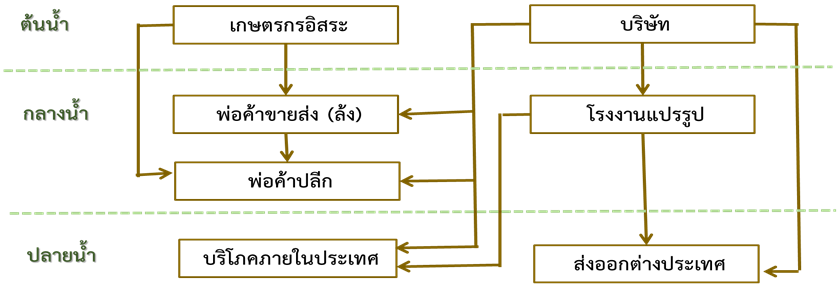 ต้นน้ำ
เกษตรกรอิสระ
บริษัท
กลางน้ำ
พ่อค้าขายส่ง (ล้ง)
โรงงานแปรรูป
พ่อค้าปลีก
ปลายน้ำ
บริโภคภายในประเทศ
ส่งออกต่างประเทศ